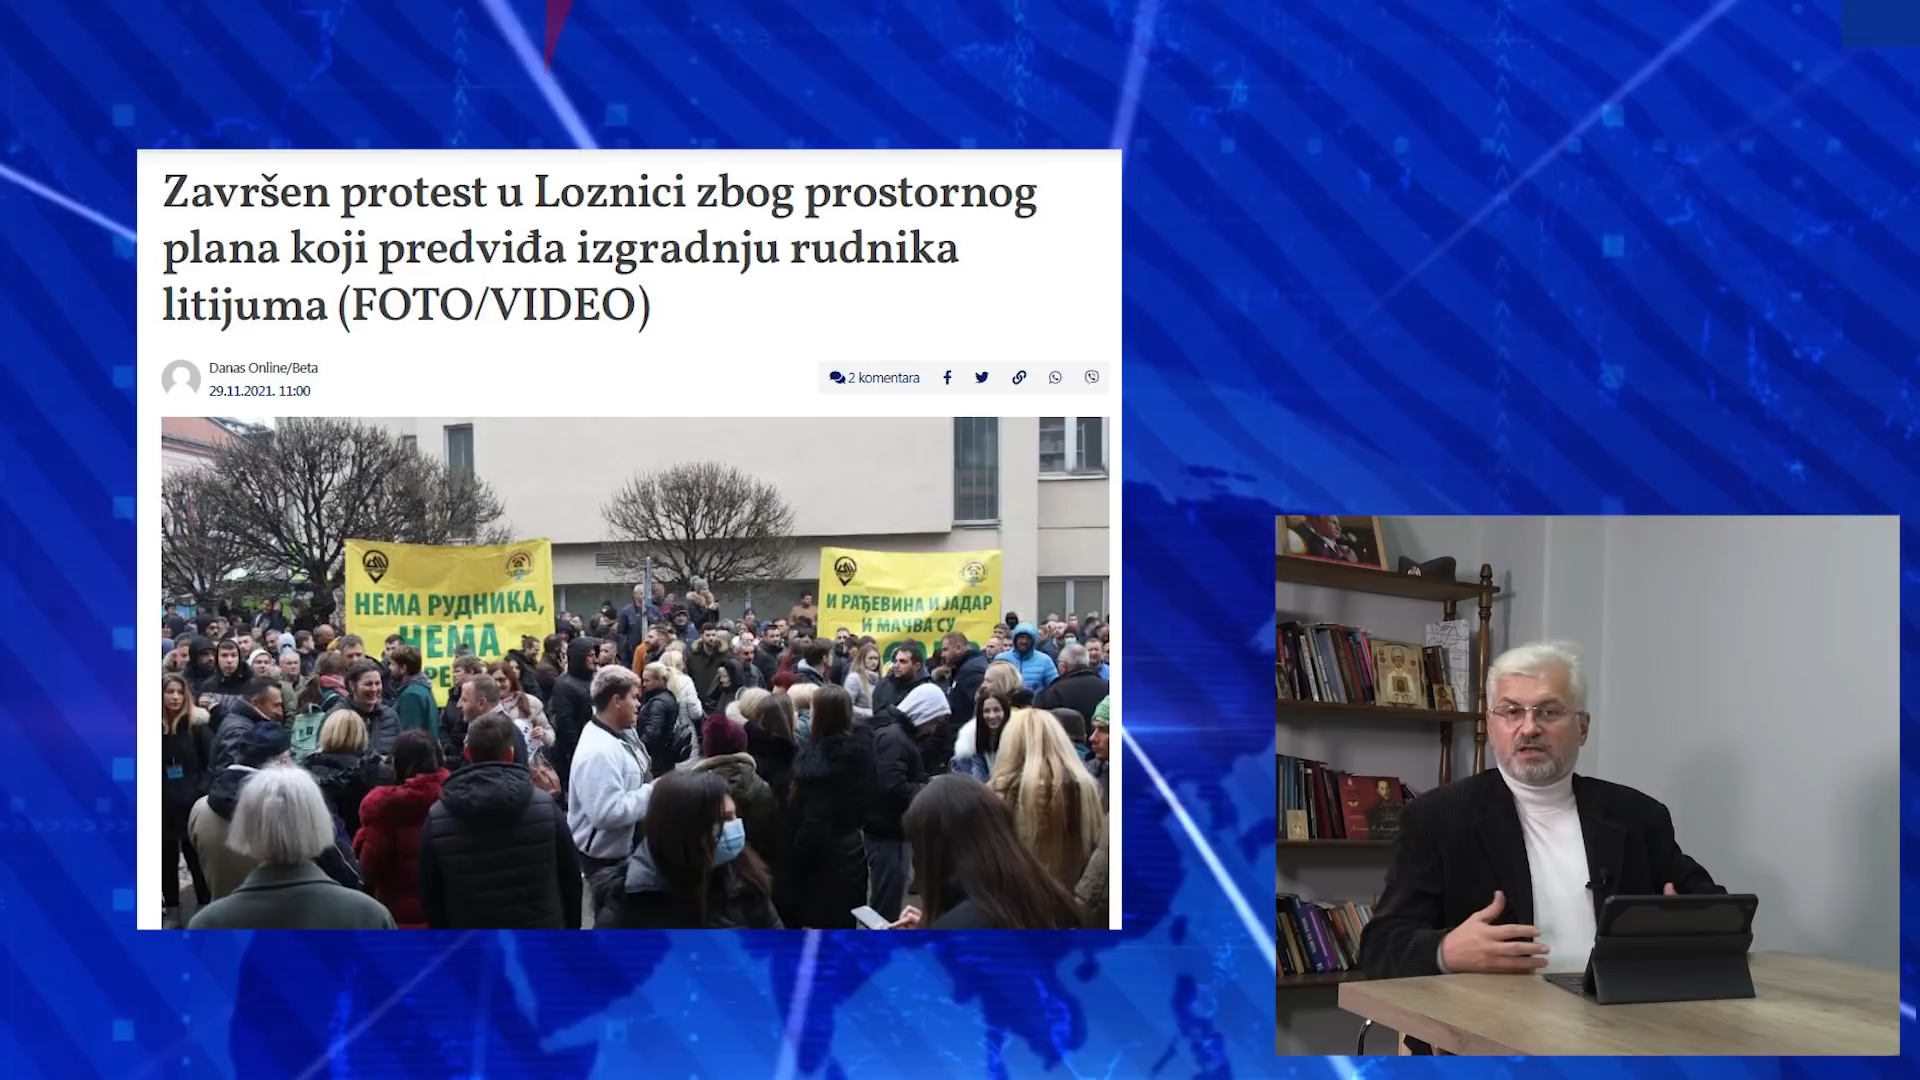 Završen protest u Loznici zbog prostornog
plana koji predviđa izgradnju rudnika
litijuma (FOTO/VIDEO)
Danas Online/Beta
29.11.2021. 11:00
2 komentara
НЕМА РУДНИКА,
НЕМА
И РАЂЕВИНА И ЈАДАР
И МАЧВА СУ